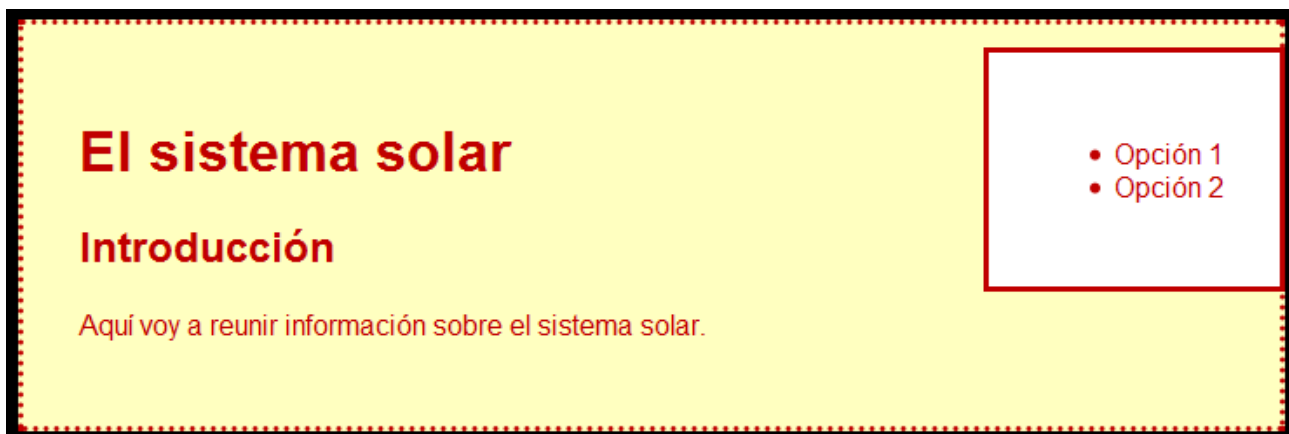 El sistema solar
Introducción
Aquí voy a reunir información sobre el sistema solar.
Opción 1
Opción 2